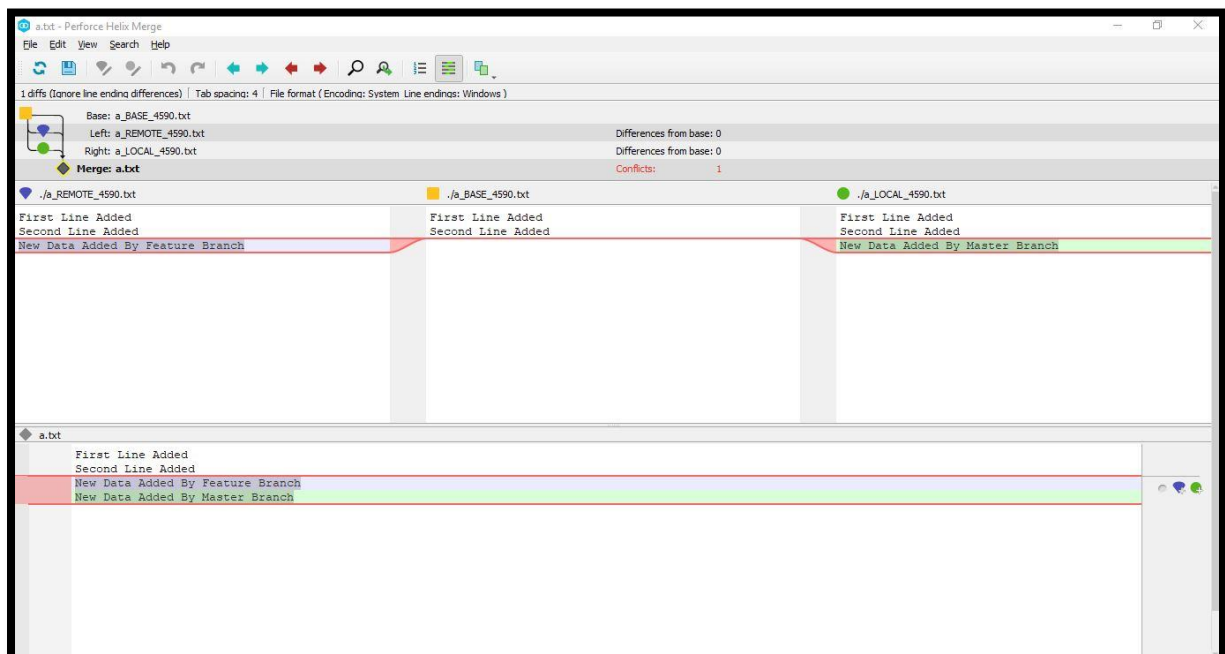 a.txt - Perforce Helix Merge
File Edit View Search Help
1 diffs (Ignore line ending differences) | Tab spacing: 4 | File format ( Encoding: System Line endings: Windows )
Base: a_BASE_4590.txt
Left: a_REMOTE_4590.txt Differences from base: 0
Right: a_LOCAL_4590.txt Differences from base: 0
Merge: a.txt Conflicts: 1
./a_REMOTE_4590.txt ./a_BASE_4590.txt ./a_LOCAL_4590.txt
First Line Added First Line Added First Line Added
Second Line Added Second Line Added Second Line Added
New Data Added By Feature Branch New Data Added By Master Branch
a.txt
First Line Added
Second Line Added
New Data Added By Feature Branch
New Data Added By Master Branch